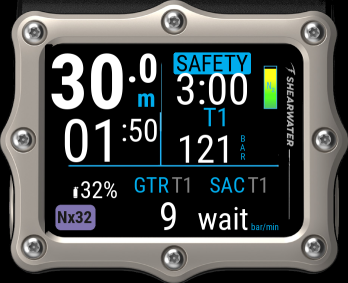 30.0
m
01:50
SAFETY
3:00
T1
121 BAR
N₂
SHEARWATER
32%
GTR T1 SAC T1
Nx32
9 wait bar/min